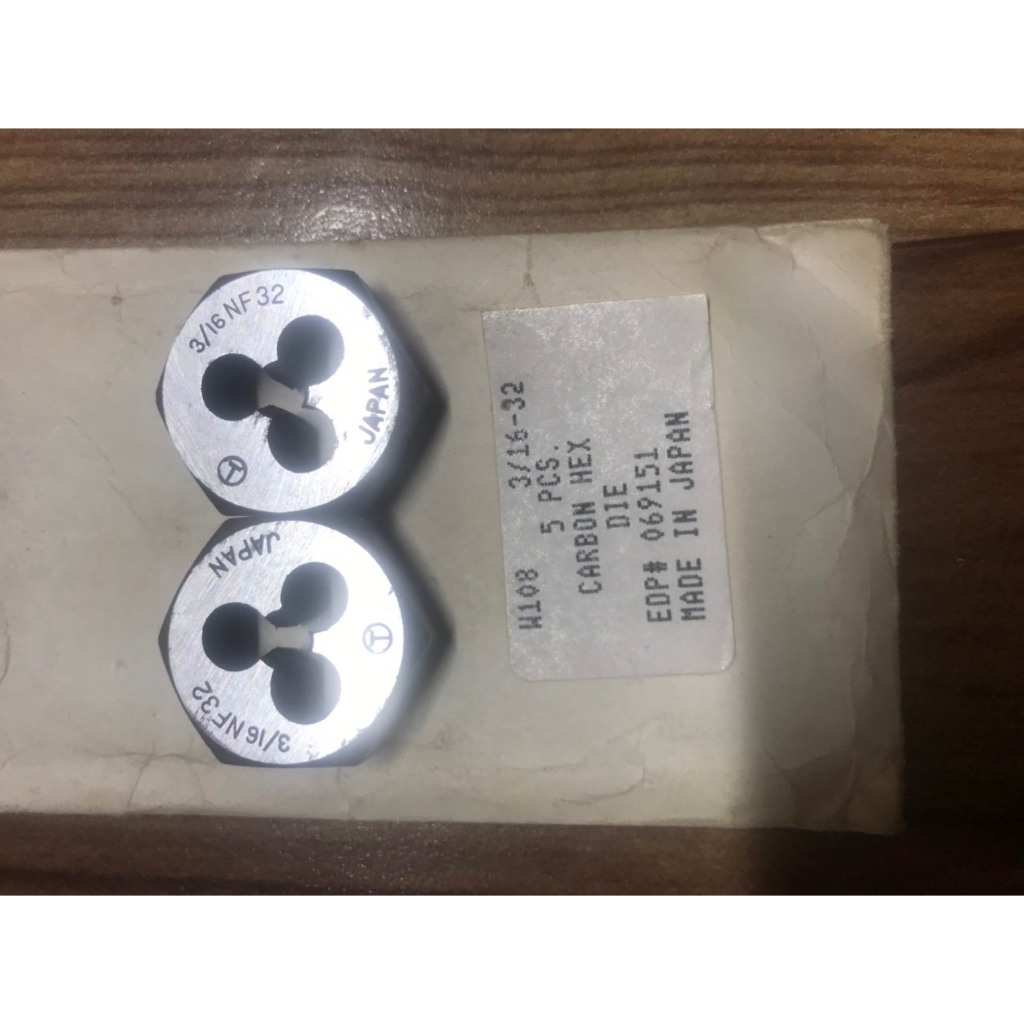 3/16 NF 32
JAPAN
T
JAPAN
T
3/16 NF 32
W108 3/16-32
5 PCS.
CARBON HEX
DIE
EDP# 069151
MADE IN JAPAN